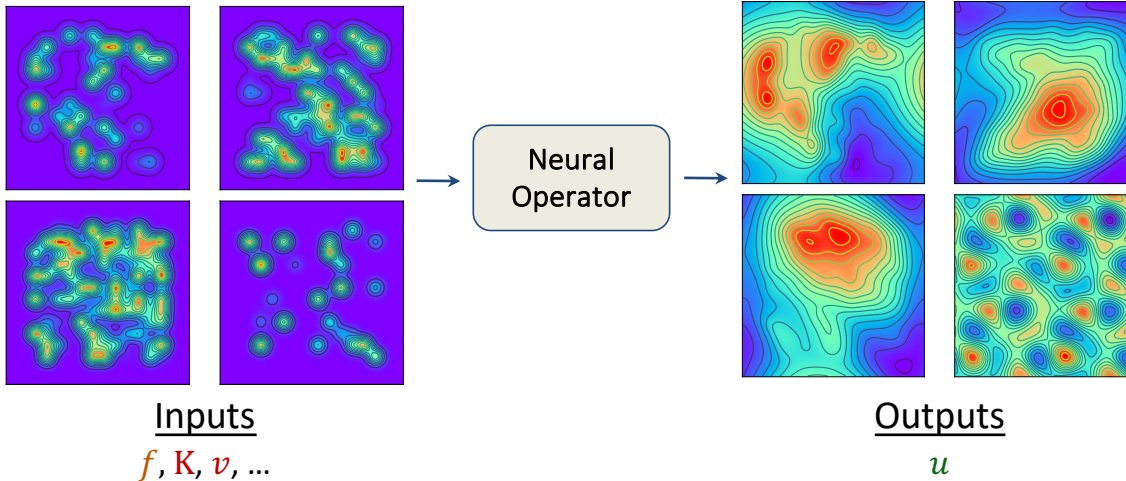 Neural
Operator
Inputs
f, K, v, ...
Outputs
u